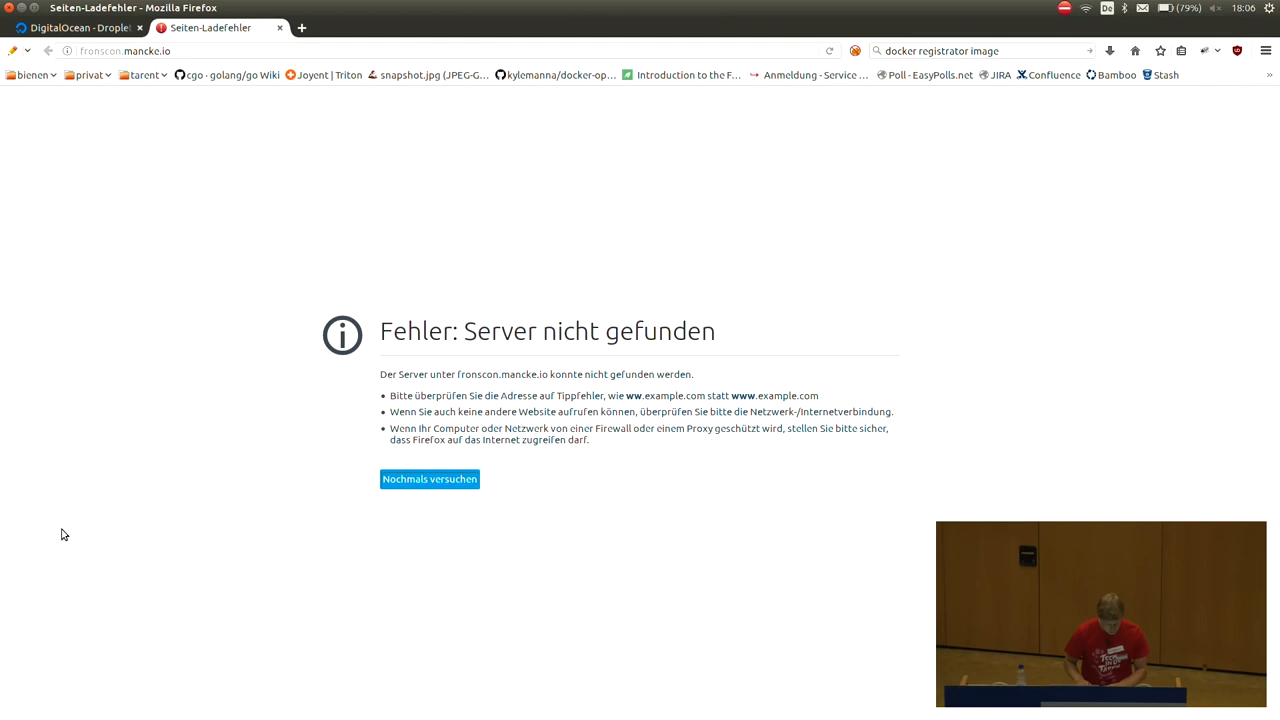 Seiten-Ladefehler - Mozilla Firefox
De
(79%)
18:06
DigitalOcean - Drople
Seiten-Ladefehler
fronscon.mancke.io
docker registrator image
bienen
privat
tarent
cgo · golang/go Wiki
Joyent | Triton
snapshot.jpg (JPEG-G…
kylemanna/docker-op…
Introduction to the F…
Anmeldung - Service …
Poll - EasyPolls.net
JIRA
Confluence
Bamboo
Stash
Fehler: Server nicht gefunden
Der Server unter fronscon.mancke.io konnte nicht gefunden werden.
Bitte überprüfen Sie die Adresse auf Tippfehler, wie ww.example.com statt www.example.com
Wenn Sie auch keine andere Website aufrufen können, überprüfen Sie bitte die Netzwerk-/Internetverbindung.
Wenn Ihr Computer oder Netzwerk von einer Firewall oder einem Proxy geschützt wird, stellen Sie bitte sicher,
dass Firefox auf das Internet zugreifen darf.
Nochmals versuchen